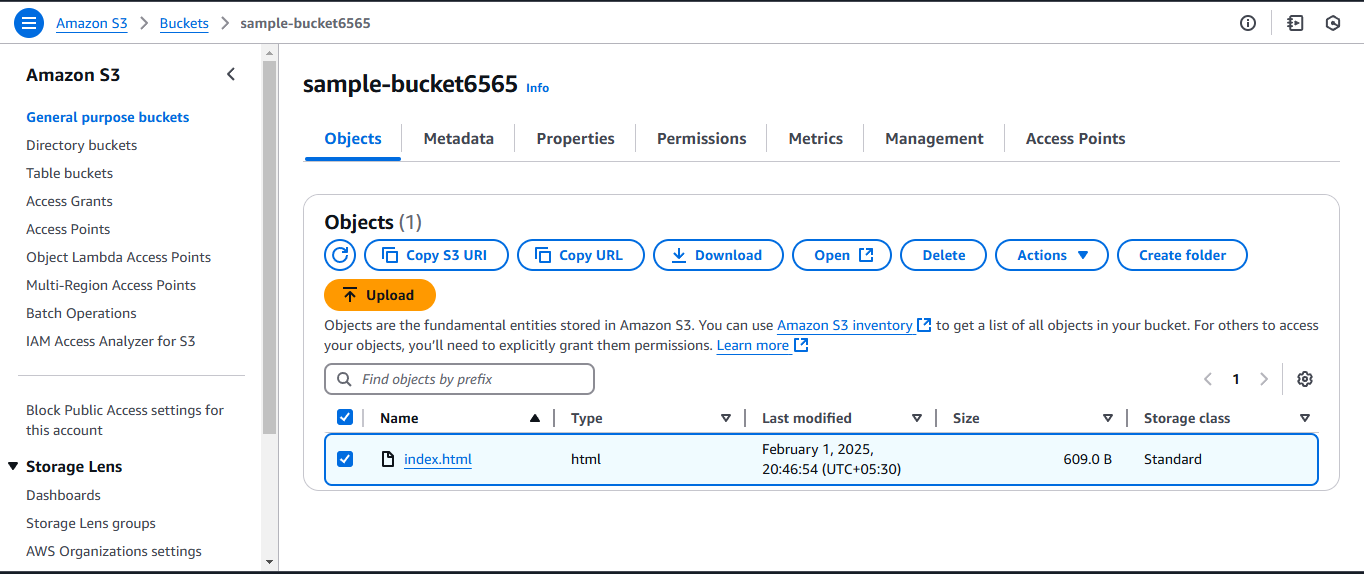 Amazon S3 > Buckets > sample-bucket6565
Amazon S3
General purpose buckets
Directory buckets
Table buckets
Access Grants
Access Points
Object Lambda Access Points
Multi-Region Access Points
Batch Operations
IAM Access Analyzer for S3
Block Public Access settings for
this account
Storage Lens
Dashboards
Storage Lens groups
AWS Organizations settings
sample-bucket6565 Info
Objects Metadata Properties Permissions Metrics Management Access Points
Objects (1)
Copy S3 URI Copy URL Download Open Delete Actions Create folder
Upload
Objects are the fundamental entities stored in Amazon S3. You can use Amazon S3 inventory to get a list of all objects in your bucket. For others to access
your objects, you'll need to explicitly grant them permissions. Learn more
Find objects by prefix
1
Name Type Last modified Size Storage class
index.html html February 1, 2025, 609.0 B Standard
20:46:54 (UTC+05:30)